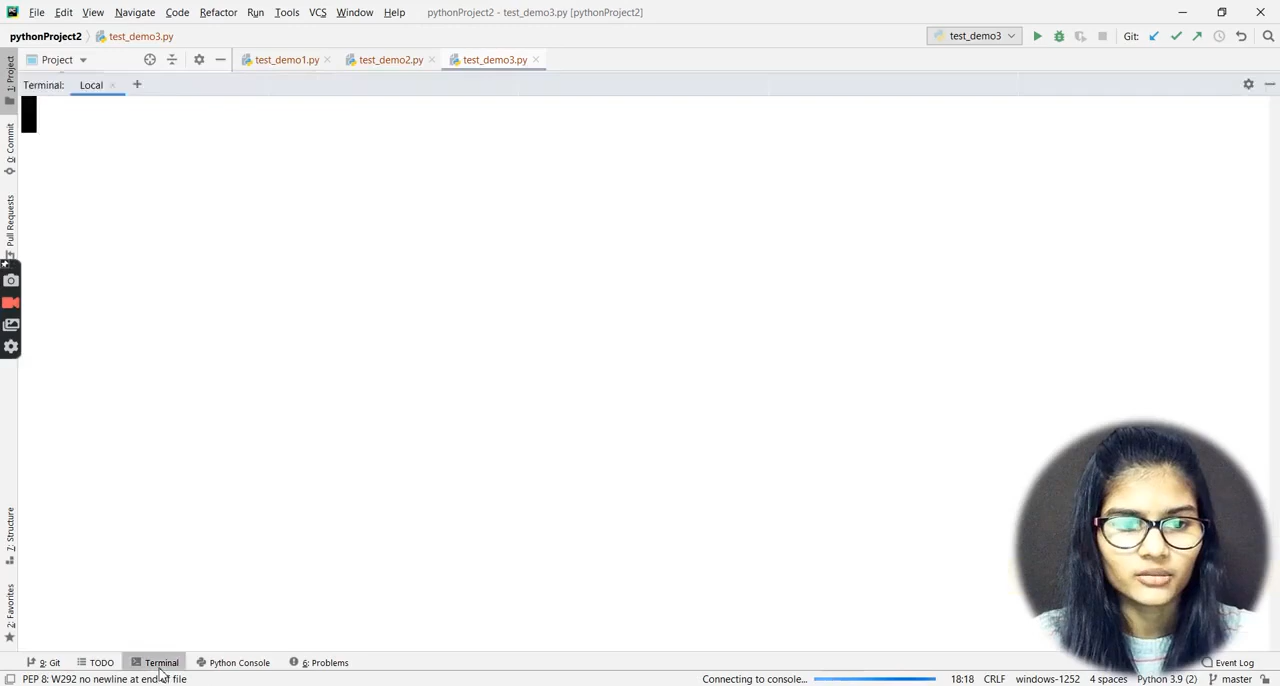 File Edit View Navigate Code Refactor Run Tools VCS Window Help pythonProject2 - test_demo3.py [pythonProject2]
pythonProject2 test_demo3.py test_demo3 Git:
Project test_demo1.py test_demo2.py test_demo3.py
Terminal: Local +
1: Project
0: Commit
Pull Requests
7: Structure
2: Favorites
9: Git TODO Terminal Python Console 6: Problems Event Log
PEP 8: W292 no newline at end of file Connecting to console... 18:18 CRLF windows-1252 4 spaces Python 3.9 (2) master